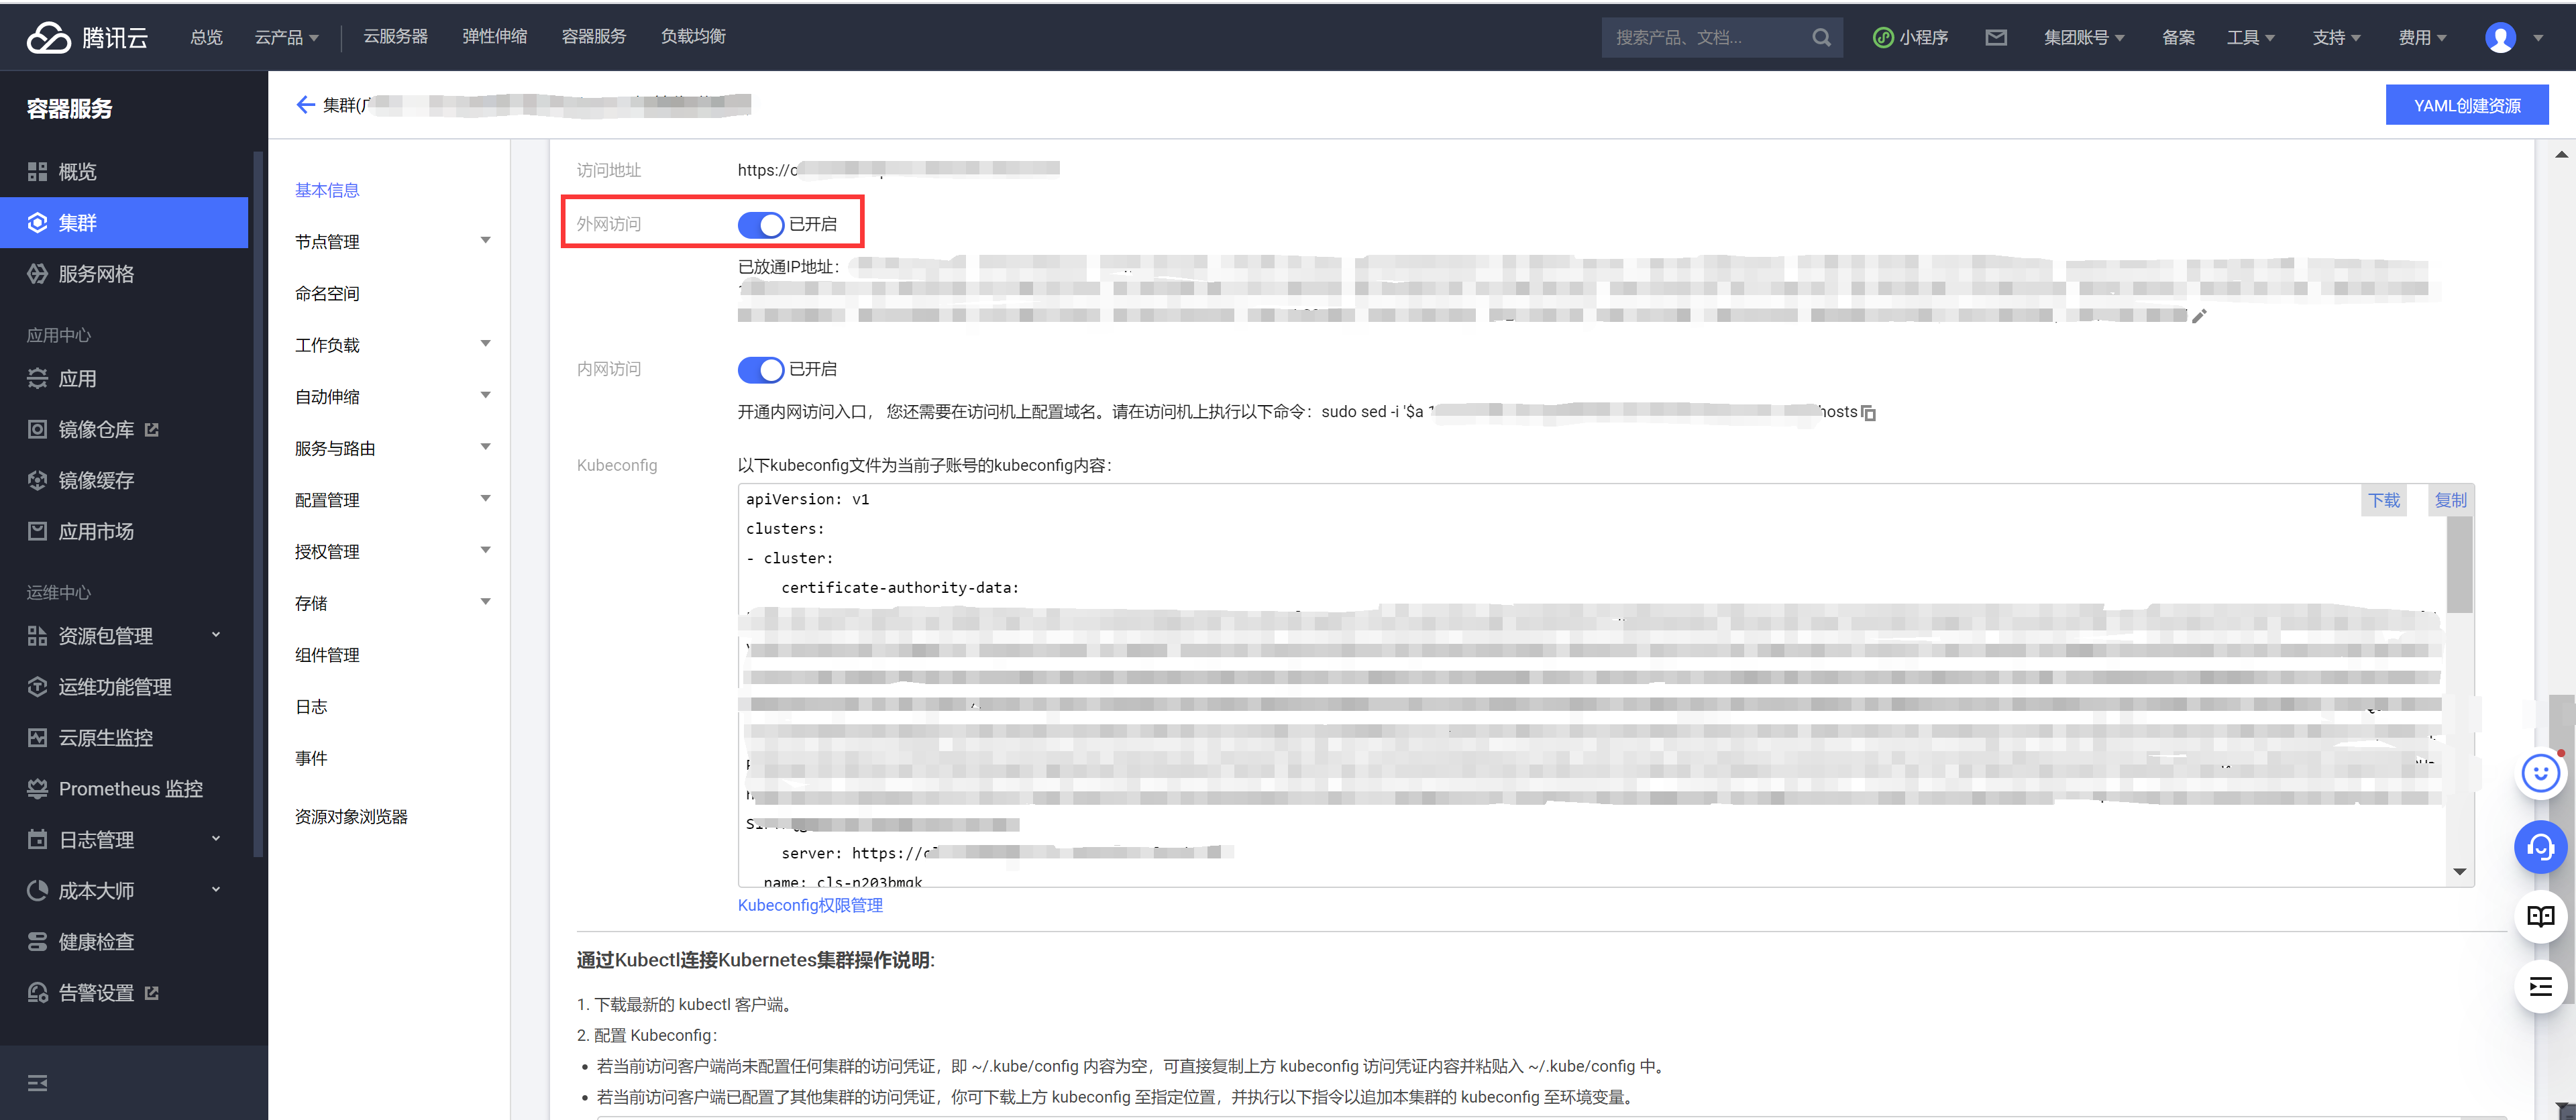 腾讯云
总览
云产品
云服务器
弹性伸缩
容器服务
负载均衡
搜索产品、文档...
小程序
集团账号
备案
工具
支持
费用
容器服务
概览
集群
服务网格
应用中心
应用
镜像仓库
镜像缓存
应用市场
运维中心
资源包管理
运维功能管理
云原生监控
Prometheus 监控
日志管理
成本大师
健康检查
告警设置
集群(广
YAML创建资源
基本信息
节点管理
命名空间
工作负载
自动伸缩
服务与路由
配置管理
授权管理
存储
组件管理
日志
事件
资源对象浏览器
访问地址 https://c
外网访问 已开启
已放通IP地址：
内网访问 已开启
开通内网访问入口， 您还需要在访问机上配置域名。请在访问机上执行以下命令：sudo sed -i '$a 1 hosts
Kubeconfig 以下kubeconfig文件为当前子账号的kubeconfig内容：
下载 复制
apiVersion: v1
clusters:
- cluster:
certificate-authority-data:
server: https://cl
name: cls-n203bmqk
Kubeconfig权限管理
通过Kubectl连接Kubernetes集群操作说明:
1. 下载最新的 kubectl 客户端。
2. 配置 Kubeconfig：
• 若当前访问客户端尚未配置任何集群的访问凭证，即 ~/.kube/config 内容为空，可直接复制上方 kubeconfig 访问凭证内容并粘贴入 ~/.kube/config 中。
• 若当前访问客户端已配置了其他集群的访问凭证，你可下载上方 kubeconfig 至指定位置，并执行以下指令以追加本集群的 kubeconfig 至环境变量。